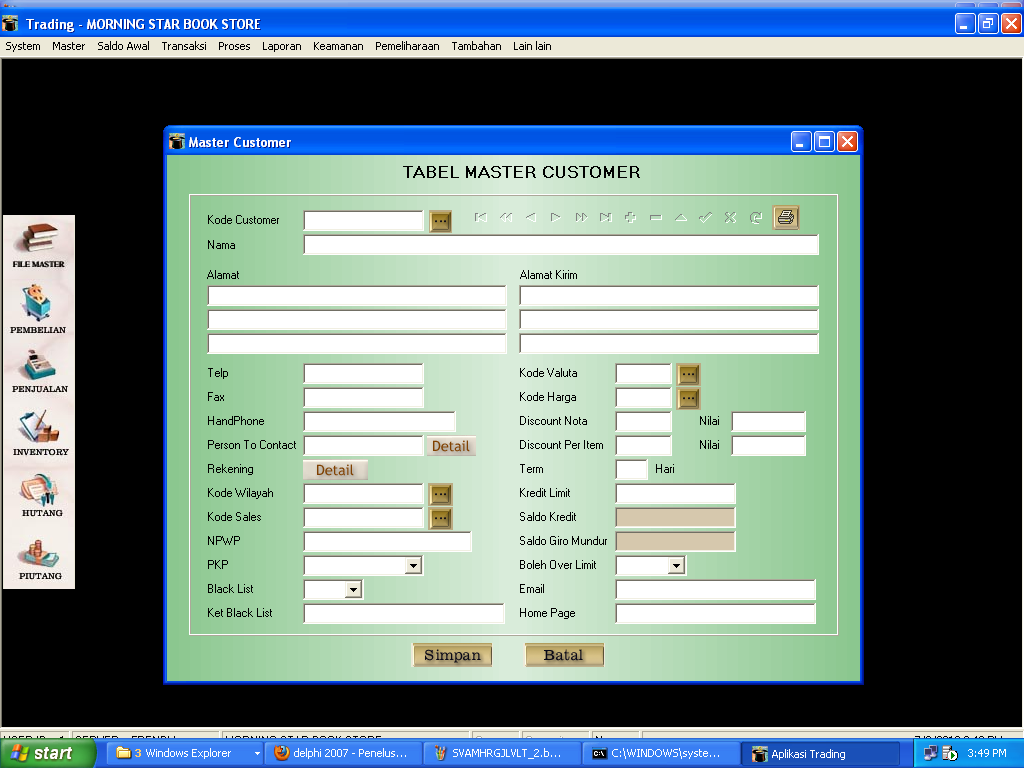 Trading - MORNING STAR BOOK STORE
System Master Saldo Awal Transaksi Proses Laporan Keamanan Pemeliharaan Tambahan Lain lain
Master Customer
TABEL MASTER CUSTOMER
Kode Customer
Nama
Alamat Alamat Kirim
Telp Kode Valuta
Fax Kode Harga
HandPhone Discount Nota Nilai
Person To Contact Detail Discount Per Item Nilai
Rekening Detail Term Hari
Kode Wilayah Kredit Limit
Kode Sales Saldo Kredit
NPWP Saldo Giro Mundur
PKP Boleh Over Limit
Black List Email
Ket Black List Home Page
Simpan Batal
FILE MASTER
PEMBELIAN
PENJUALAN
INVENTORY
HUTANG
PIUTANG
start 3 Windows Explorer delphi 2007 - Penelus... SVAMHRGJLVLT_2.b... C:\WINDOWS\syste... Aplikasi Trading 3:49 PM